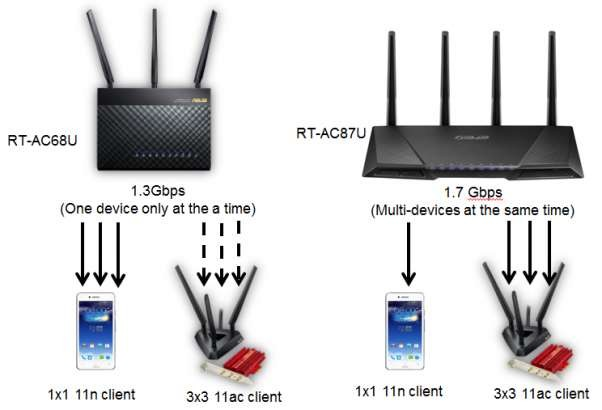 RT-AC68U
1.3Gbps
(One device only at the a time)
1x1 11n client
3x3 11ac client
RT-AC87U
1.7 Gbps
(Multi-devices at the same time)
1x1 11n client
3x3 11ac client